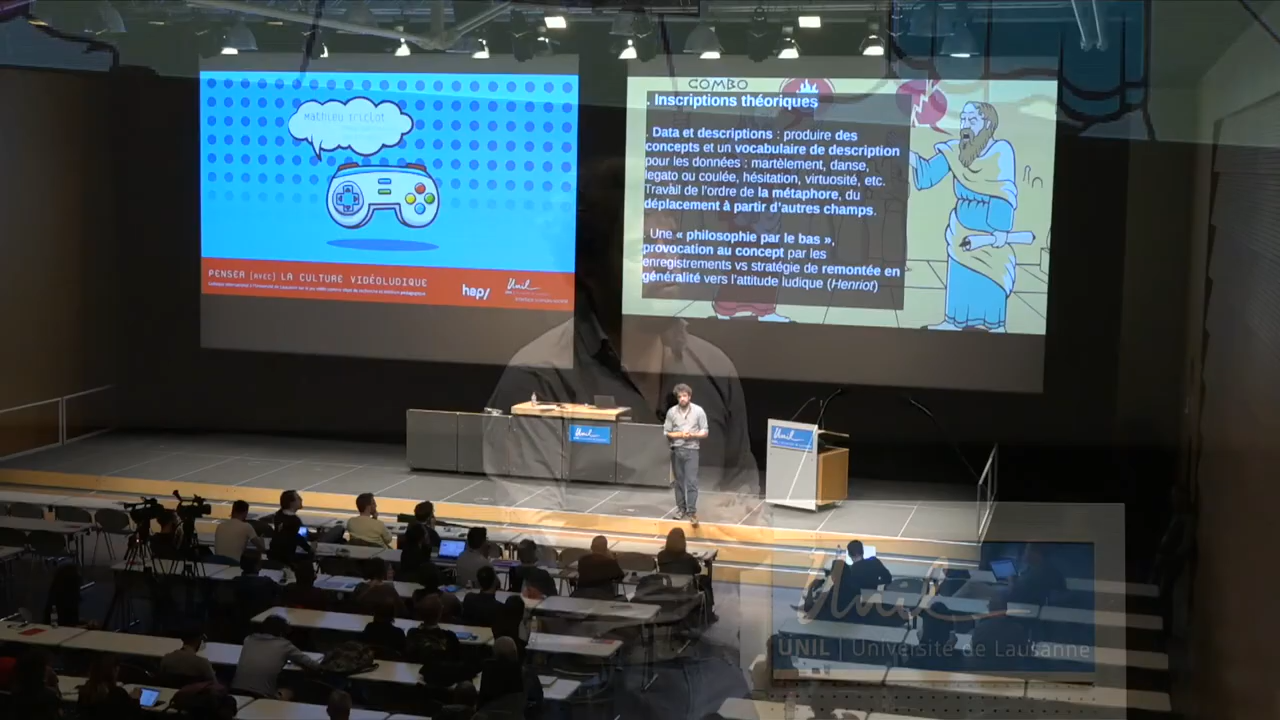 mathieu triclot
PENSER [AVEC] LA CULTURE VIDÉOLUDIQUE
hep/
Unil
COMBO
. Inscriptions théoriques
. Data et descriptions : produire des
concepts et un vocabulaire de description
pour les données : martèlement, danse,
legato ou coulée, hésitation, virtuosité, etc.
Travail de l'ordre de la métaphore, du
déplacement à partir d'autres champs.
. Une « philosophie par le bas »,
provocation au concept par les
enregistrements vs stratégie de remontée en
généralité vers l'attitude ludique (Henriot)
Unil
Unil
Unil
UNIL | Université de Lausanne